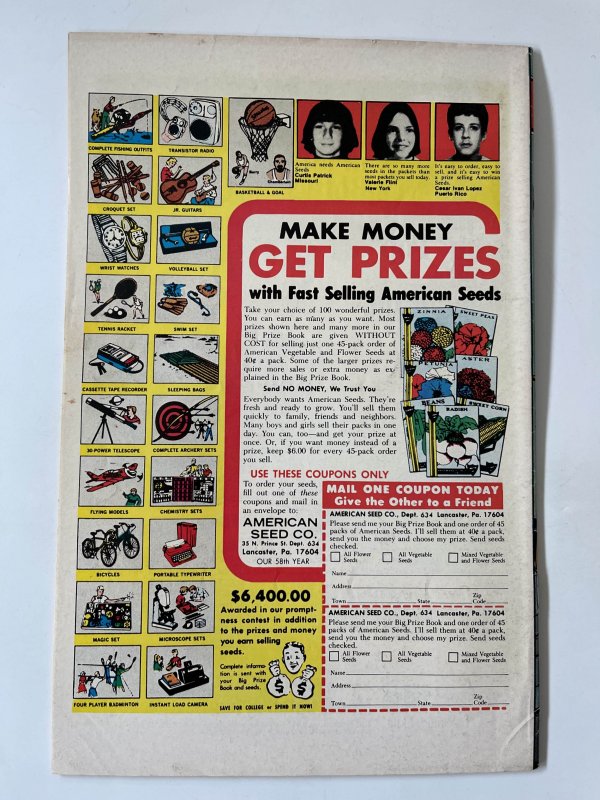 COMPLETE FISHING OUTFITS
TRANSISTOR RADIO
BASKETBALL & GOAL
CROQUET SET
JR. GUITARS
WRIST WATCHES
VOLLEYBALL SET
TENNIS RACKET
SWIM SET
CASSETTE TAPE RECORDER
SLEEPING BAGS
30-POWER TELESCOPE
COMPLETE ARCHERY SETS
FLYING MODELS
CHEMISTRY SETS
BICYCLES
PORTABLE TYPEWRITER
MAGIC SET
MICROSCOPE SETS
FOUR PLAYER BADMINTON
INSTANT LOAD CAMERA
America needs American
Seeds.
Curtis Patrick
Missouri
There are so many more
seeds in the packets than
most packets you sell today.
Valerie Flint
New York
It's easy to order, easy to
sell, and it's easy to win
a prize selling American
Seeds.
Cesar Ivan Lopez
Puerto Rico
MAKE MONEY
GET PRIZES
with Fast Selling American Seeds
Take your choice of 100 wonderful prizes.
You can earn as many as you want. Most
prizes shown here and many more in our
Big Prize Book are given WITHOUT
COST for selling just one 45-pack order of
American Vegetable and Flower Seeds at
40¢ a pack. Some of the larger prizes re-
quire more sales or extra money as ex-
plained in the Big Prize Book.
Send NO MONEY, We Trust You
Everybody wants American Seeds. They're
fresh and ready to grow. You'll sell them
quickly to family, friends and neighbors.
Many boys and girls sell their packs in one
day. You can, too—and get your prize at
once. Or, if you want money instead of a
prize, keep $6.00 for every 45-pack order
you sell.
ZINNIA
SWEET PEAS
ASTER
PETUNIA
BEANS
RADISH
SWEET CORN
USE THESE COUPONS ONLY
To order your seeds,
fill out one of these
coupons and mail in
an envelope to:
AMERICAN
SEED CO.
35 N. Prince St. Dept. 634
Lancaster, Pa. 17604
OUR 58th YEAR
$6,400.00
Awarded in our prompt-
ness contest in addition
to the prizes and money
you earn selling
seeds.
Complete informa-
tion is sent with
your Big Prize
Book and seeds.
$ $
SAVE FOR COLLEGE or SPEND IT NOW!
MAIL ONE COUPON TODAY
Give the Other to a Friend
AMERICAN SEED CO., Dept. 634 Lancaster, Pa. 17604
Please send me your Big Prize Book and one order of 45
packs of American Seeds. I'll sell them at 40¢ a pack,
send you the money and choose my prize. Send seeds
checked.
All Flower
Seeds
All Vegetable
Seeds
Mixed Vegetable
and Flower Seeds
Name
Address
Town State Zip Code
AMERICAN SEED CO., Dept. 634 Lancaster, Pa. 17604
Please send me your Big Prize Book and one order of 45
packs of American Seeds. I'll sell them at 40¢ a pack,
send you the money and choose my prize. Send seeds
checked.
All Flower
Seeds
All Vegetable
Seeds
Mixed Vegetable
and Flower Seeds
Name
Address
Town State Zip Code